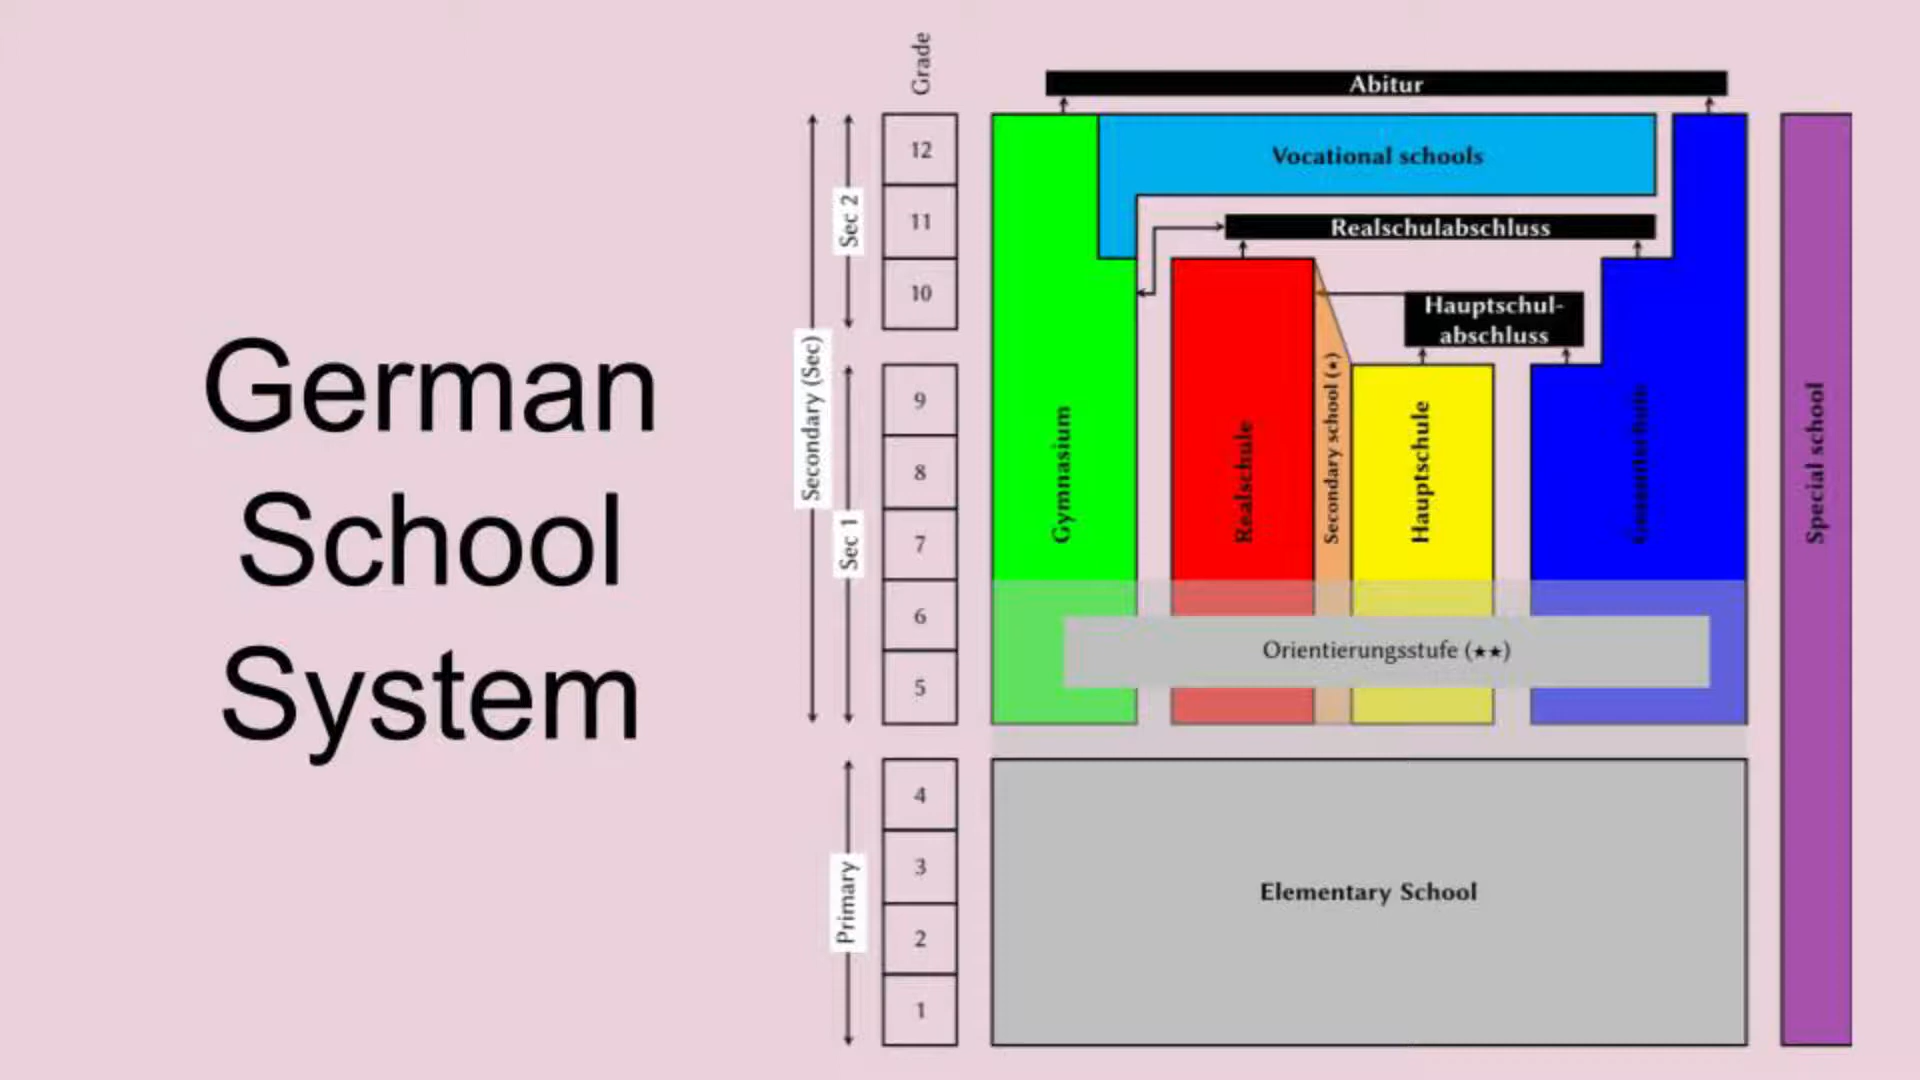 German
School
System
Grade
12
11
10
9
8
7
6
5
4
3
2
1
Secondary (Sec)
Sec 2
Sec 1
Primary
Abitur
Vocational schools
Realschulabschluss
Hauptschul-
abschluss
Gymnasium
Realschule
Secondary school (★)
Hauptschule
Special school
Orientierungsstufe (★★)
Elementary School